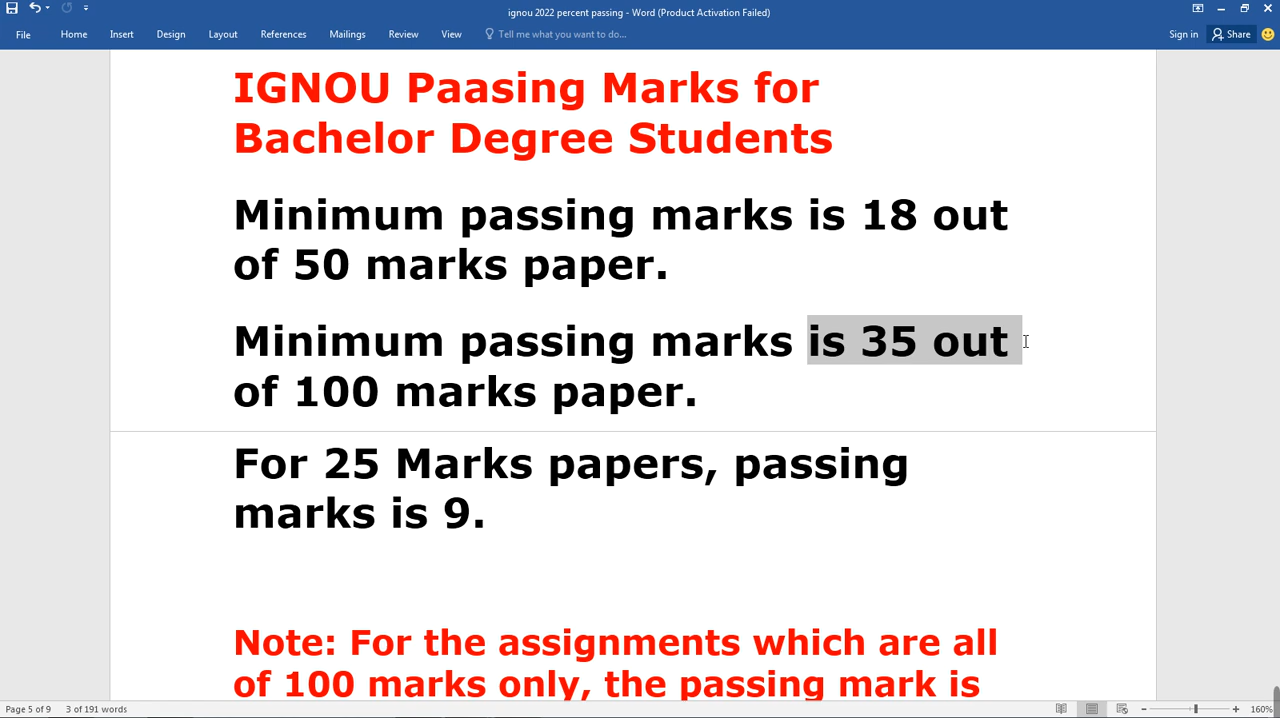 ignou 2022 percent passing - Word (Product Activation Failed)
File Home Insert Design Layout References Mailings Review View Tell me what you want to do... Sign in Share
IGNOU Paasing Marks for
Bachelor Degree Students
Minimum passing marks is 18 out
of 50 marks paper.
Minimum passing marks is 35 out
of 100 marks paper.
For 25 Marks papers, passing
marks is 9.
Note: For the assignments which are all
of 100 marks only, the passing mark is
Page 5 of 9 3 of 191 words 160%